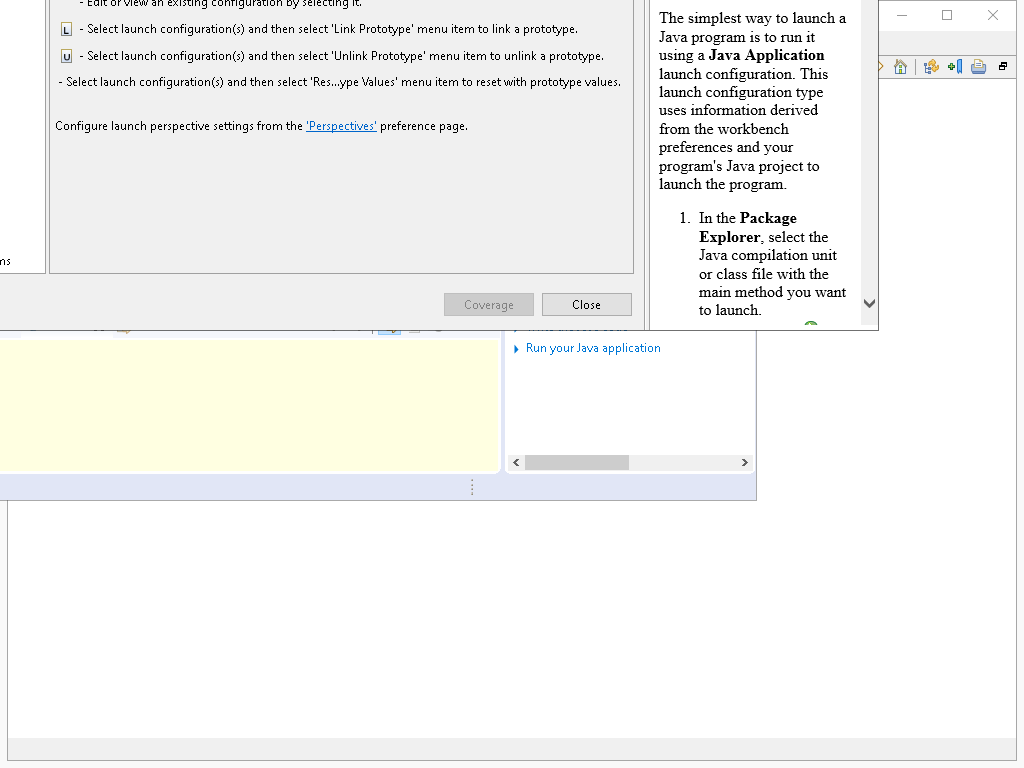 - Edit or view an existing configuration by selecting it.
L - Select launch configuration(s) and then select 'Link Prototype' menu item to link a prototype.
U - Select launch configuration(s) and then select 'Unlink Prototype' menu item to unlink a prototype.
- Select launch configuration(s) and then select 'Res...ype Values' menu item to reset with prototype values.
Configure launch perspective settings from the 'Perspectives' preference page.
ns
Coverage
Close
The simplest way to launch a
Java program is to run it
using a Java Application
launch configuration. This
launch configuration type
uses information derived
from the workbench
preferences and your
program's Java project to
launch the program.
1. In the Package
Explorer, select the
Java compilation unit
or class file with the
main method you want
to launch.
Run your Java application